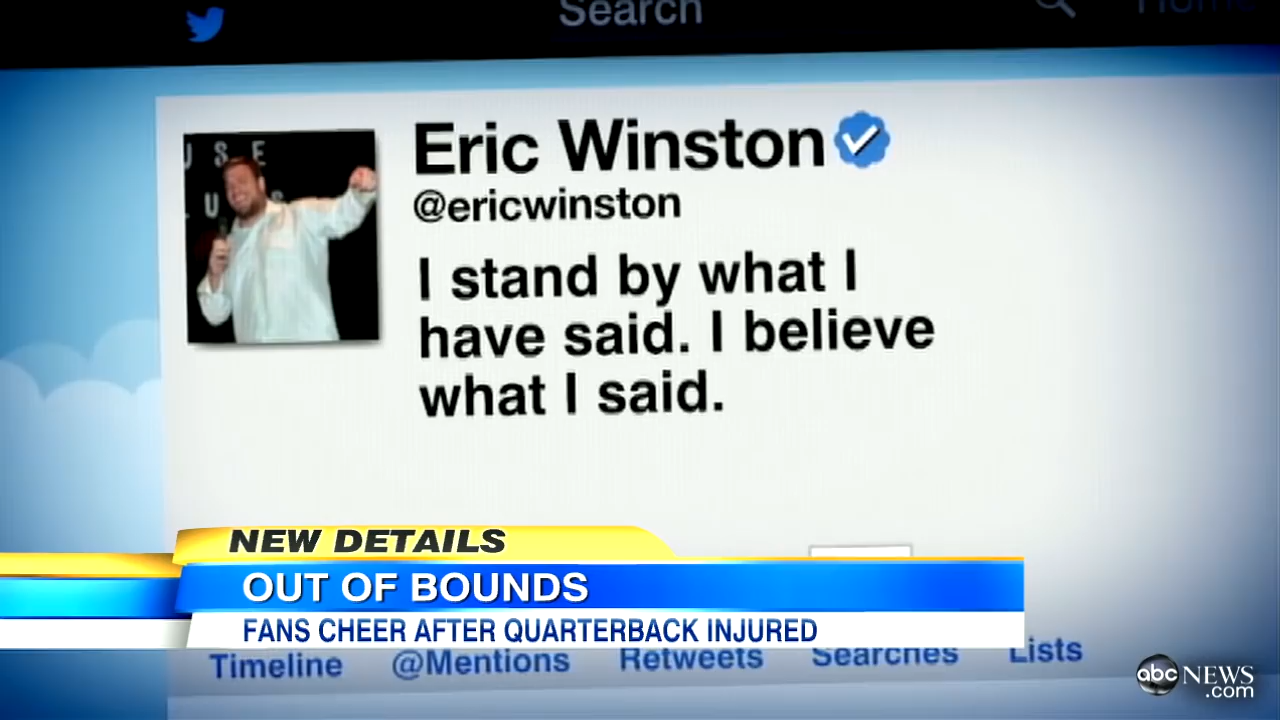 Search
Home
U S E
L U
Eric Winston
@ericwinston
I stand by what I
have said. I believe
what I said.
NEW DETAILS
OUT OF BOUNDS
FANS CHEER AFTER QUARTERBACK INJURED
Timeline
@Mentions
Retweets
Searches
Lists
abc NEWS
.com